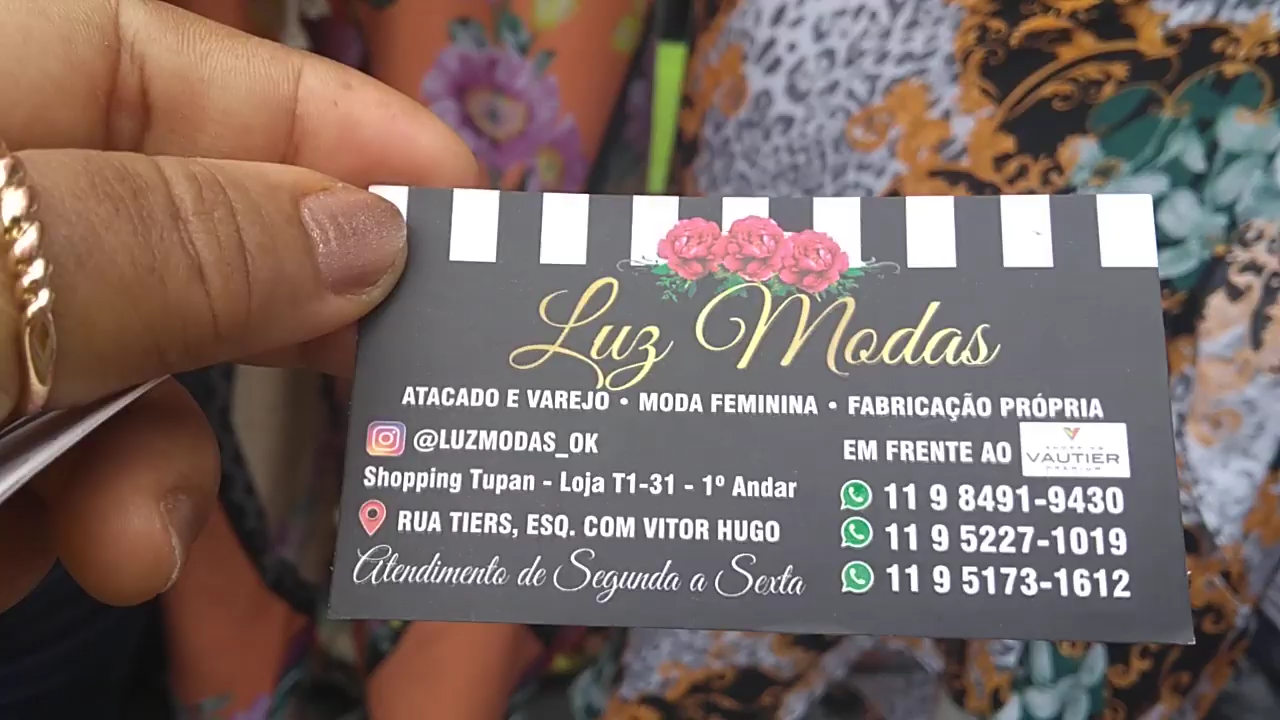 Luz Modas
ATACADO E VAREJO • MODA FEMININA • FABRICAÇÃO PRÓPRIA
@LUZMODAS_OK
Shopping Tupan - Loja T1-31 - 1º Andar
RUA TIERS, ESQ. COM VITOR HUGO
Atendimento de Segunda a Sexta
EM FRENTE AO
SHOPPING
VAUTIER
PREMIUM
11 9 8491-9430
11 9 5227-1019
11 9 5173-1612